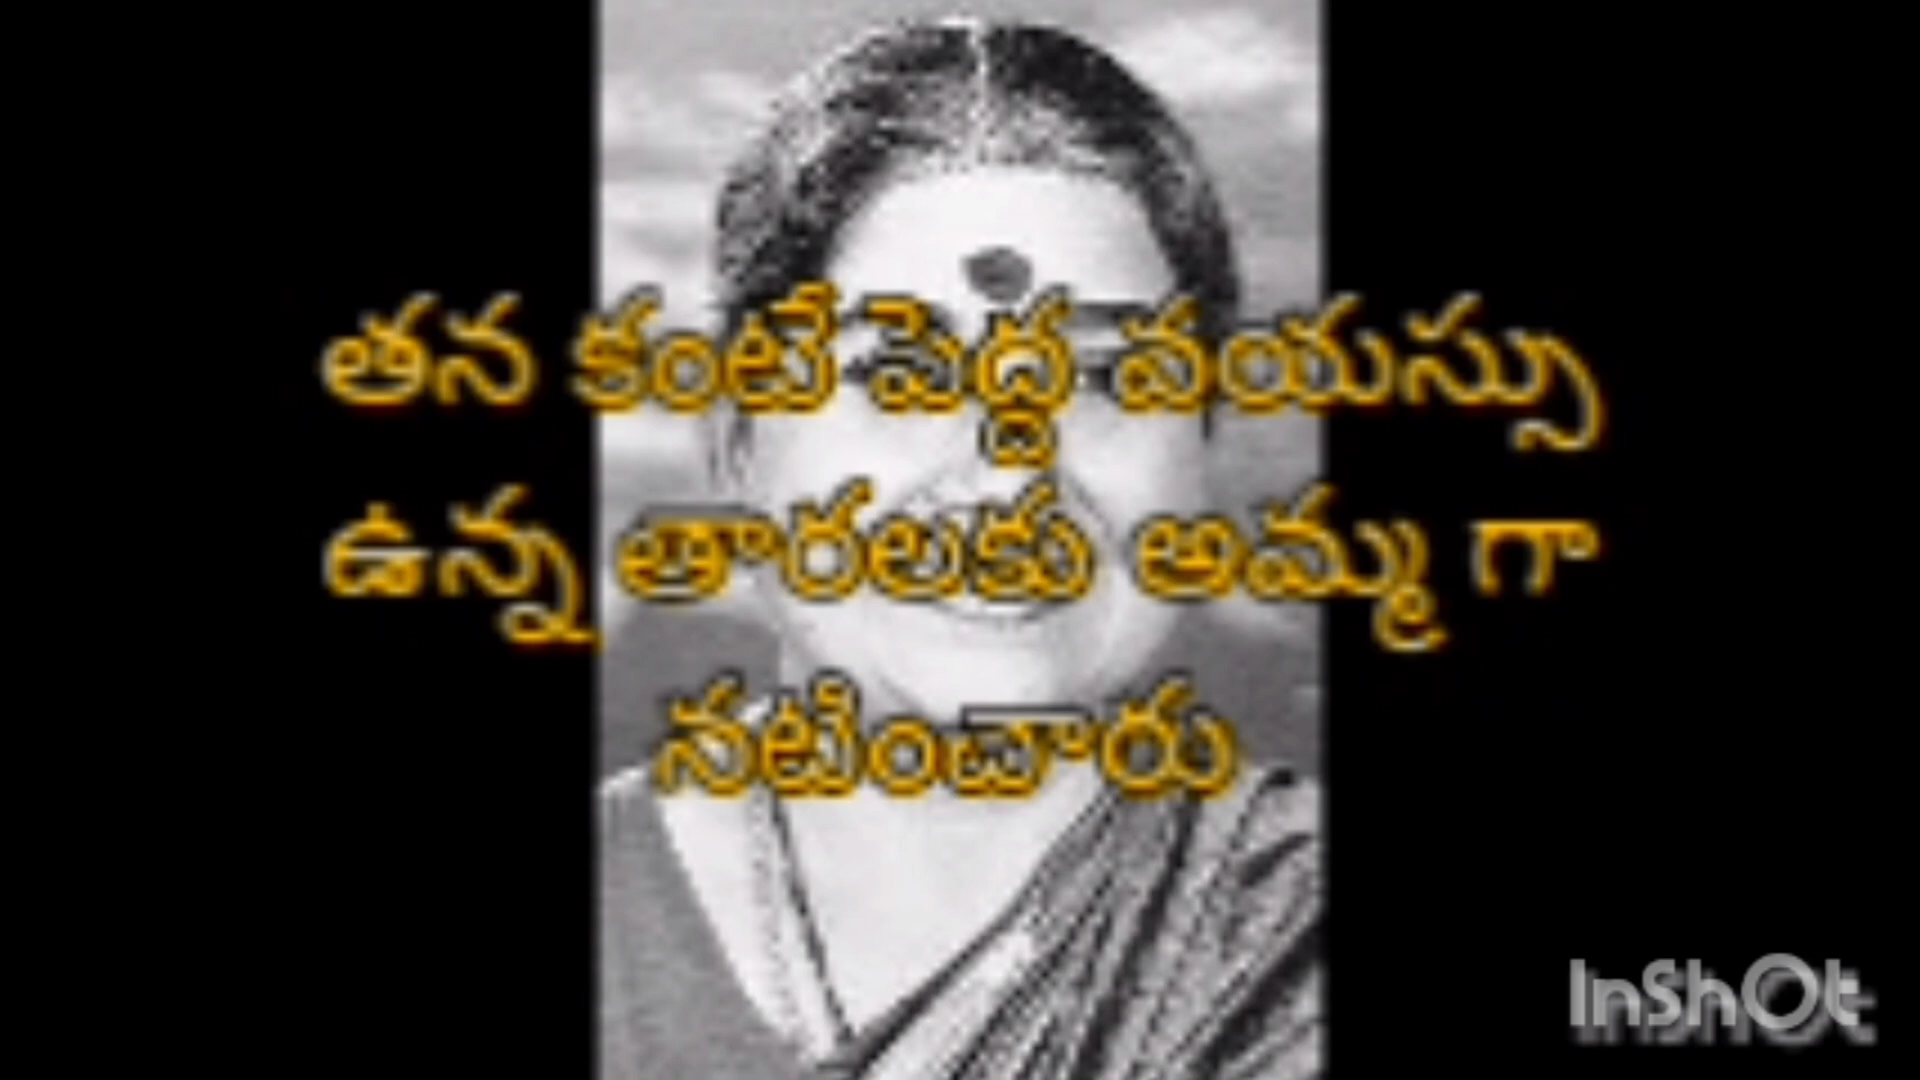 తన కంటే పెద్ద వయస్సు
ఉన్న తారలకు అమ్మ గా
నటించారు
InShOt